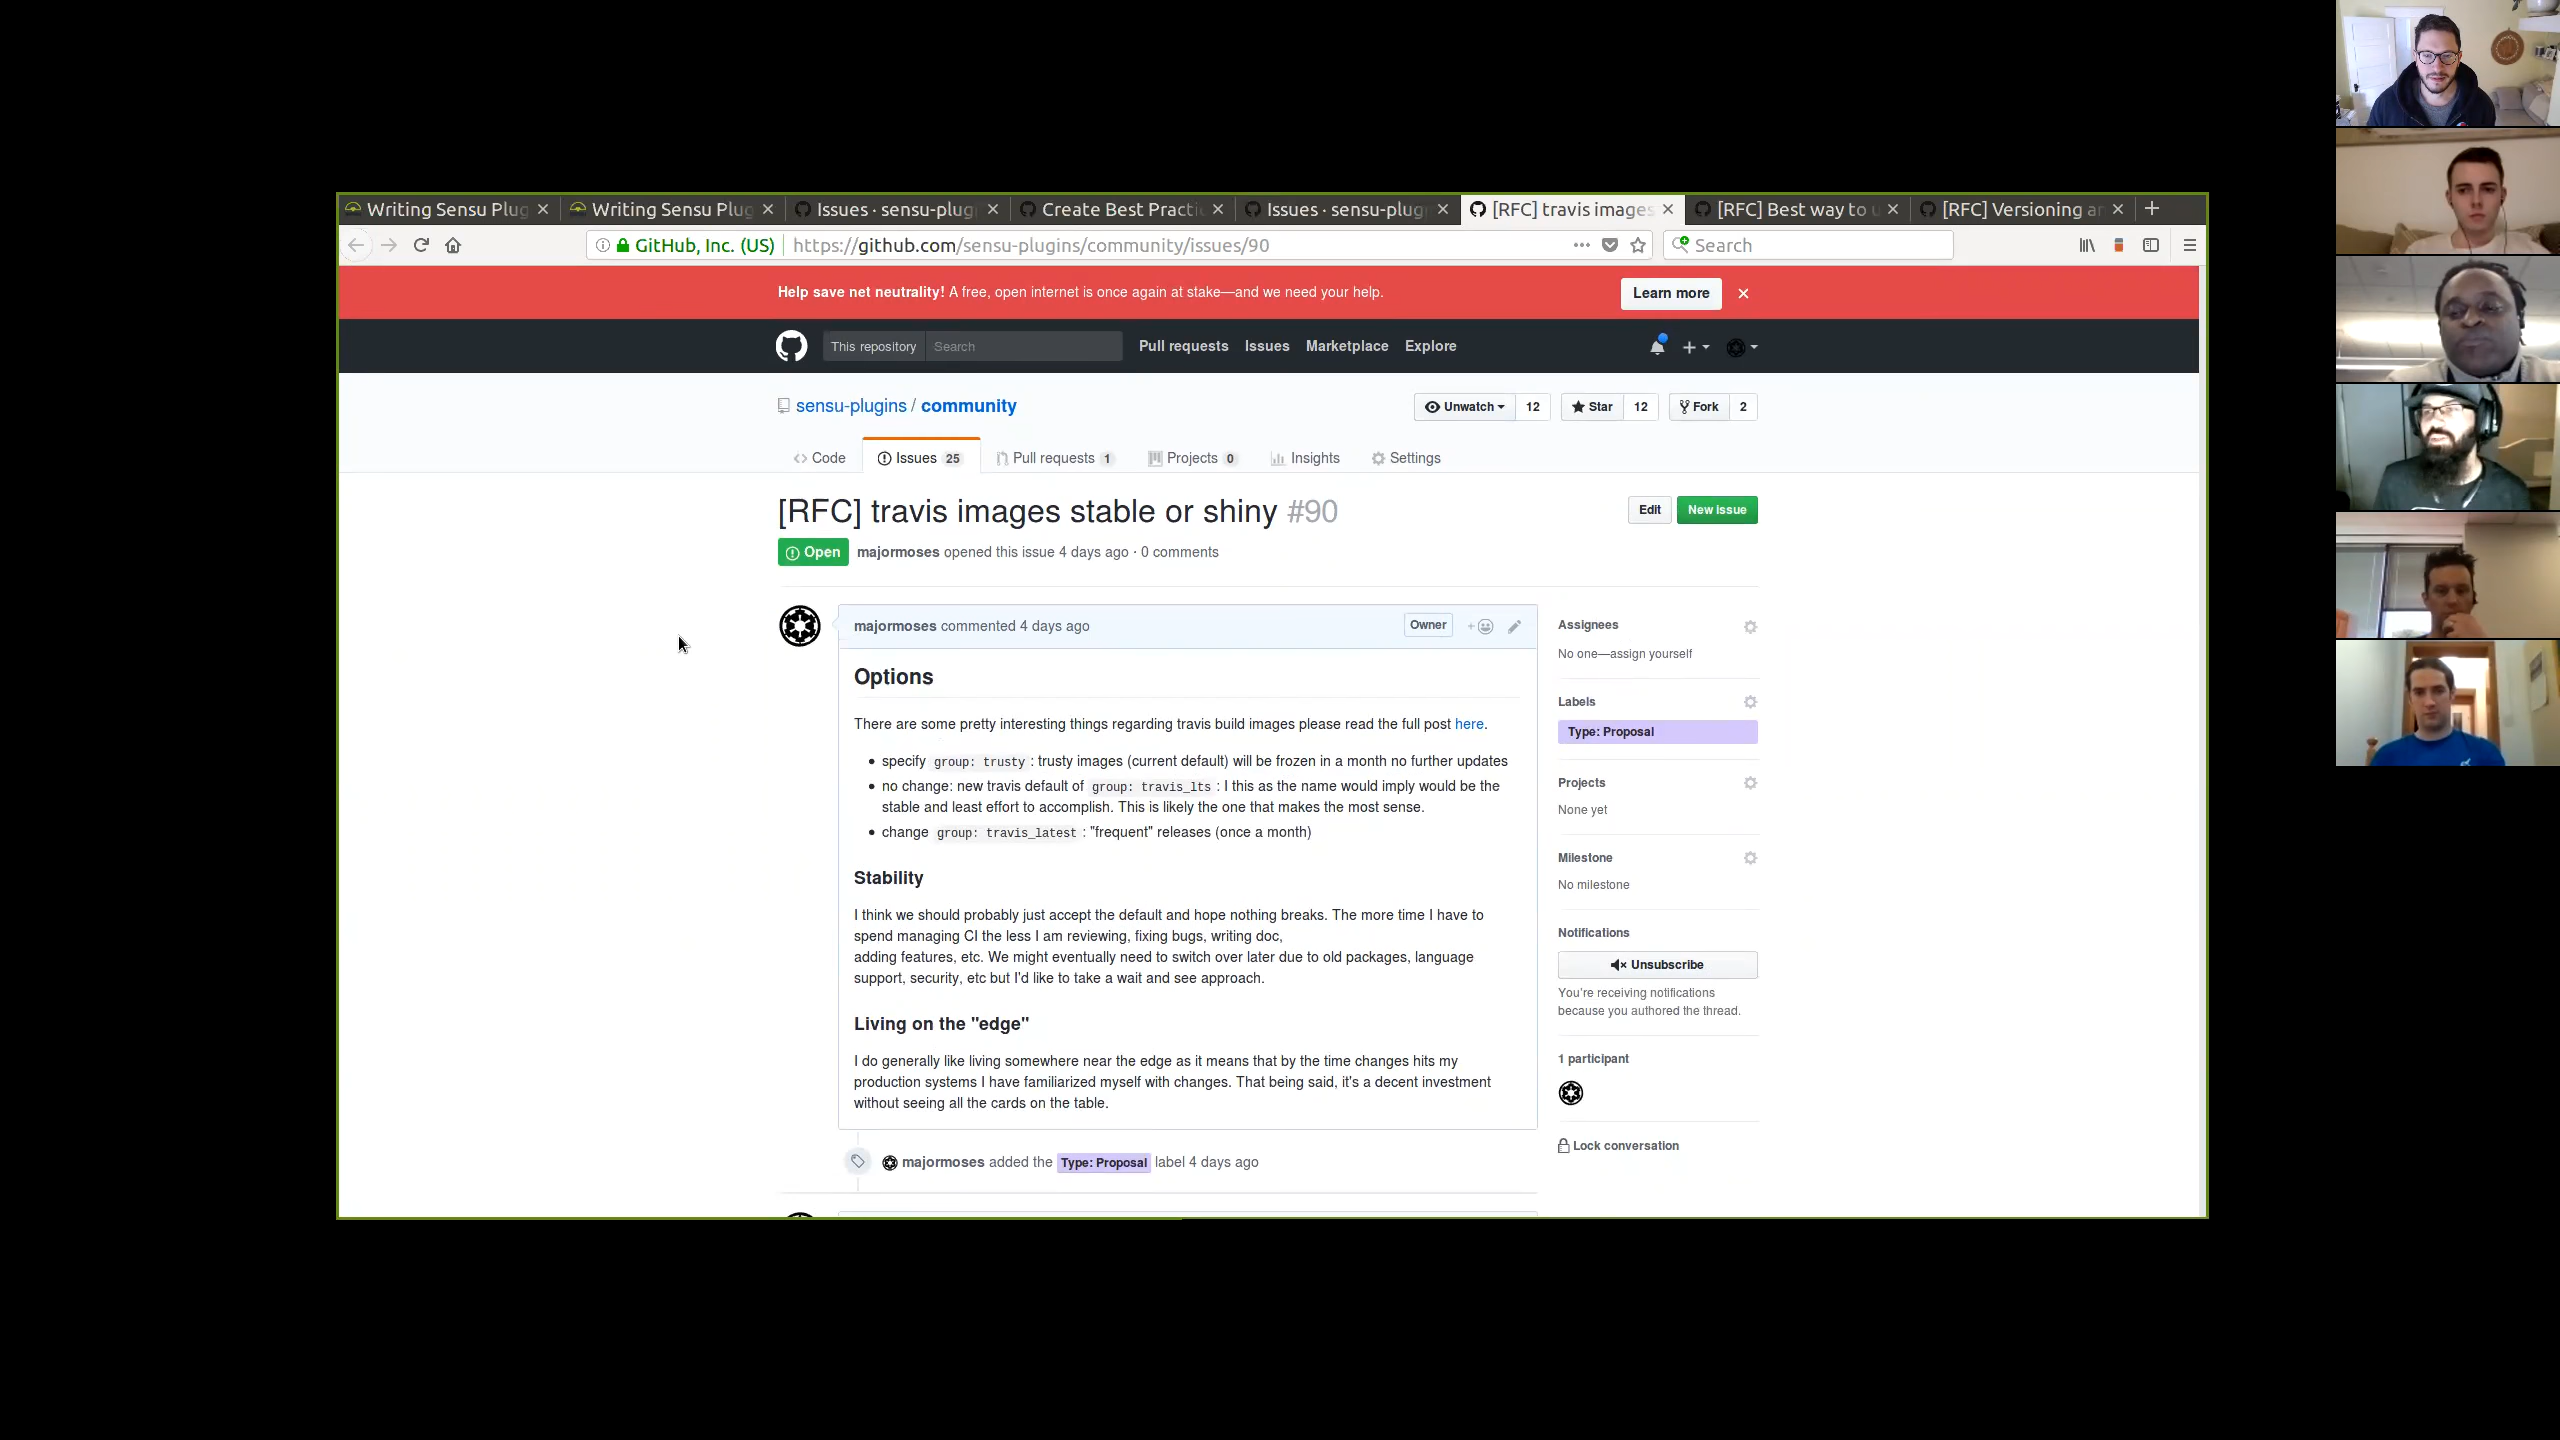 Writing Sensu Plug
Writing Sensu Plug
Issues · sensu-plug
Create Best Practi
Issues · sensu-plug
[RFC] travis images
[RFC] Best way to u
[RFC] Versioning a
GitHub, Inc. (US)
https://github.com/sensu-plugins/community/issues/90
Search
Help save net neutrality! A free, open internet is once again at stake—and we need your help.
Learn more
This repository
Search
Pull requests
Issues
Marketplace
Explore
sensu-plugins / community
Unwatch 12
Star 12
Fork 2
Code
Issues 25
Pull requests 1
Projects 0
Insights
Settings
[RFC] travis images stable or shiny #90
Edit
New issue
Open
majormoses opened this issue 4 days ago · 0 comments
majormoses commented 4 days ago
Owner
Options
There are some pretty interesting things regarding travis build images please read the full post here.
specify group: trusty : trusty images (current default) will be frozen in a month no further updates
no change: new travis default of group: travis_lts : I this as the name would imply would be the
stable and least effort to accomplish. This is likely the one that makes the most sense.
change group: travis_latest : "frequent" releases (once a month)
Stability
I think we should probably just accept the default and hope nothing breaks. The more time I have to
spend managing CI the less I am reviewing, fixing bugs, writing doc,
adding features, etc. We might eventually need to switch over later due to old packages, language
support, security, etc but I'd like to take a wait and see approach.
Living on the "edge"
I do generally like living somewhere near the edge as it means that by the time changes hits my
production systems I have familiarized myself with changes. That being said, it's a decent investment
without seeing all the cards on the table.
majormoses added the Type: Proposal label 4 days ago
Assignees
No one—assign yourself
Labels
Type: Proposal
Projects
None yet
Milestone
No milestone
Notifications
Unsubscribe
You're receiving notifications
because you authored the thread.
1 participant
Lock conversation